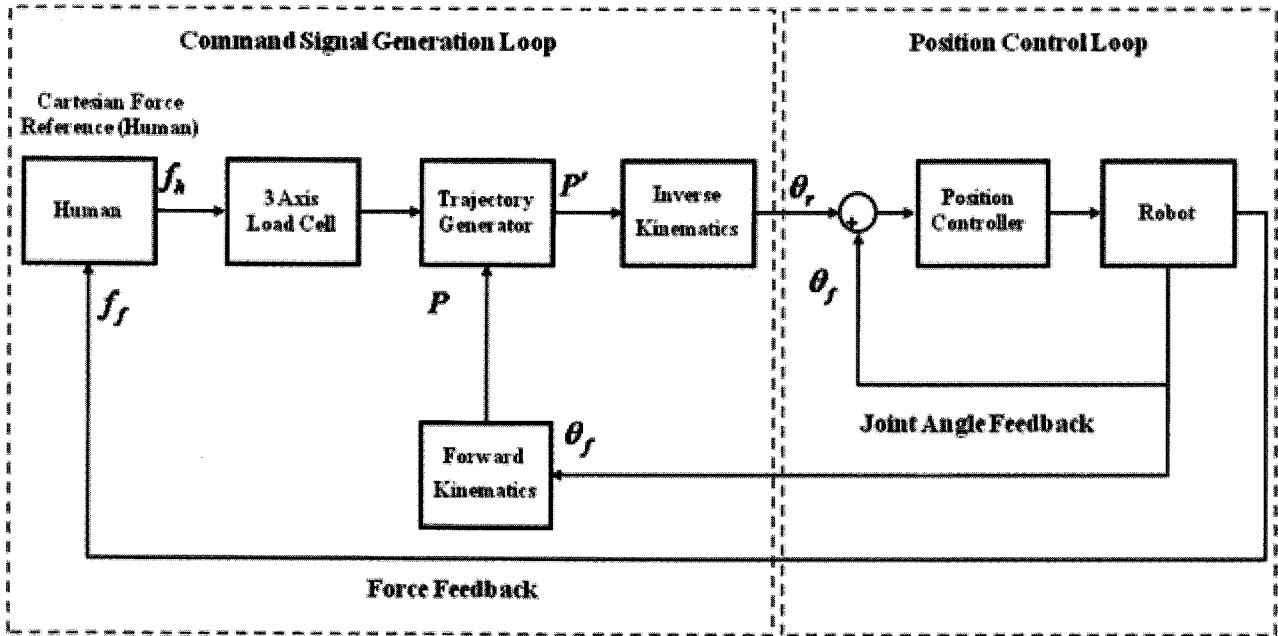 Command Signal Generation Loop
Position Control Loop
Cartesian Force
Reference (Human)
Human
f_h
3 Axis
Load Cell
Trajectory
Generator
P'
Inverse
Kinematics
θ_r
+
Position
Controller
Robot
f_f
P
θ_f
Joint Angle Feedback
Forward
Kinematics
θ_f
Force Feedback